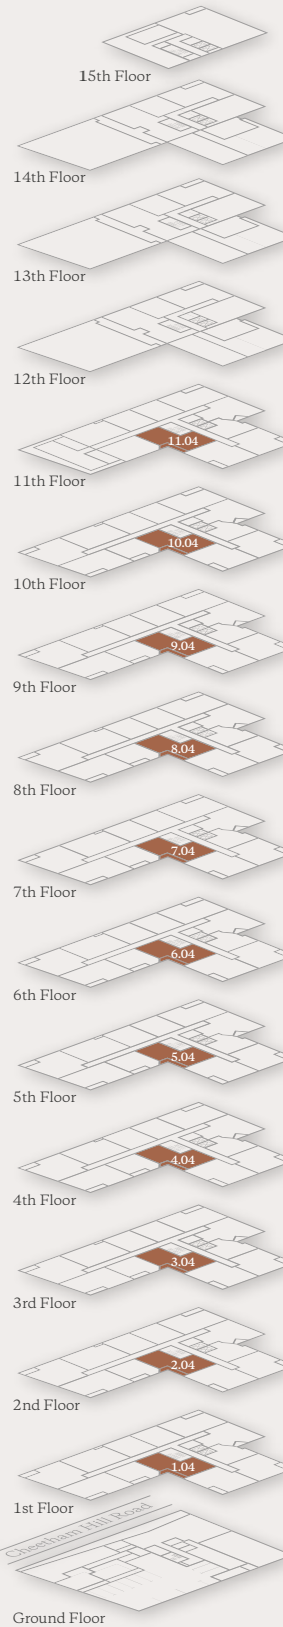 15th Floor
14th Floor
13th Floor
12th Floor
11.04
11th Floor
10.04
10th Floor
9.04
9th Floor
8.04
8th Floor
7.04
7th Floor
6.04
6th Floor
5.04
5th Floor
4.04
4th Floor
3.04
3rd Floor
2.04
2nd Floor
1.04
1st Floor
Cheetham Hill Road
Ground Floor